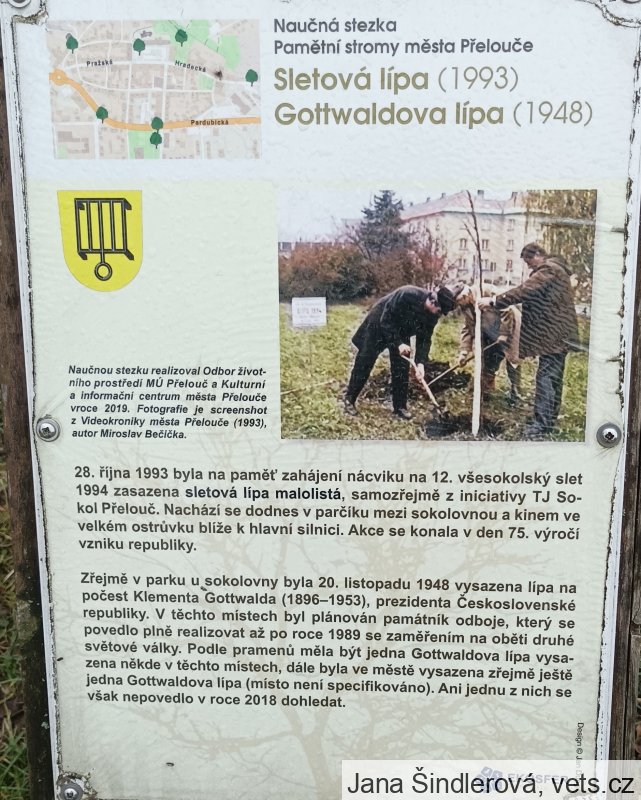 Naučná stezka
Pamětní stromy města Přelouče
Sletová lípa (1993)
Gottwaldova lípa (1948)
Pražská
Hradecká
Pardubická
Naučnou stezku realizoval Odbor život-
ního prostředí MÚ Přelouč a Kulturní
a informační centrum města Přelouče
vroce 2019. Fotografie je screenshot
z Videokroniky města Přelouče (1993),
autor Miroslav Bečička.
28. října 1993 byla na paměť zahájení nácviku na 12. všesokolský slet
1994 zasazena sletová lípa malolistá, samozřejmě z iniciativy TJ So-
kol Přelouč. Nachází se dodnes v parčíku mezi sokolovnou a kinem ve
velkém ostrůvku blíže k hlavní silnici. Akce se konala v den 75. výročí
vzniku republiky.
Zřejmě v parku u sokolovny byla 20. listopadu 1948 vysazena lípa na
počest Klementa Gottwalda (1896–1953), prezidenta Československé
republiky. V těchto místech byl plánován památník odboje, který se
povedlo plně realizovat až po roce 1989 se zaměřením na oběti druhé
světové války. Podle pramenů měla být jedna Gottwaldova lípa vysa-
zena někde v těchto místech, dále byla ve městě vysazena zřejmě ještě
jedna Gottwaldova lípa (místo není specifikováno). Ani jednu z nich se
však nepovedlo v roce 2018 dohledat.
Design ©
Jana Šindlerová, vets.cz